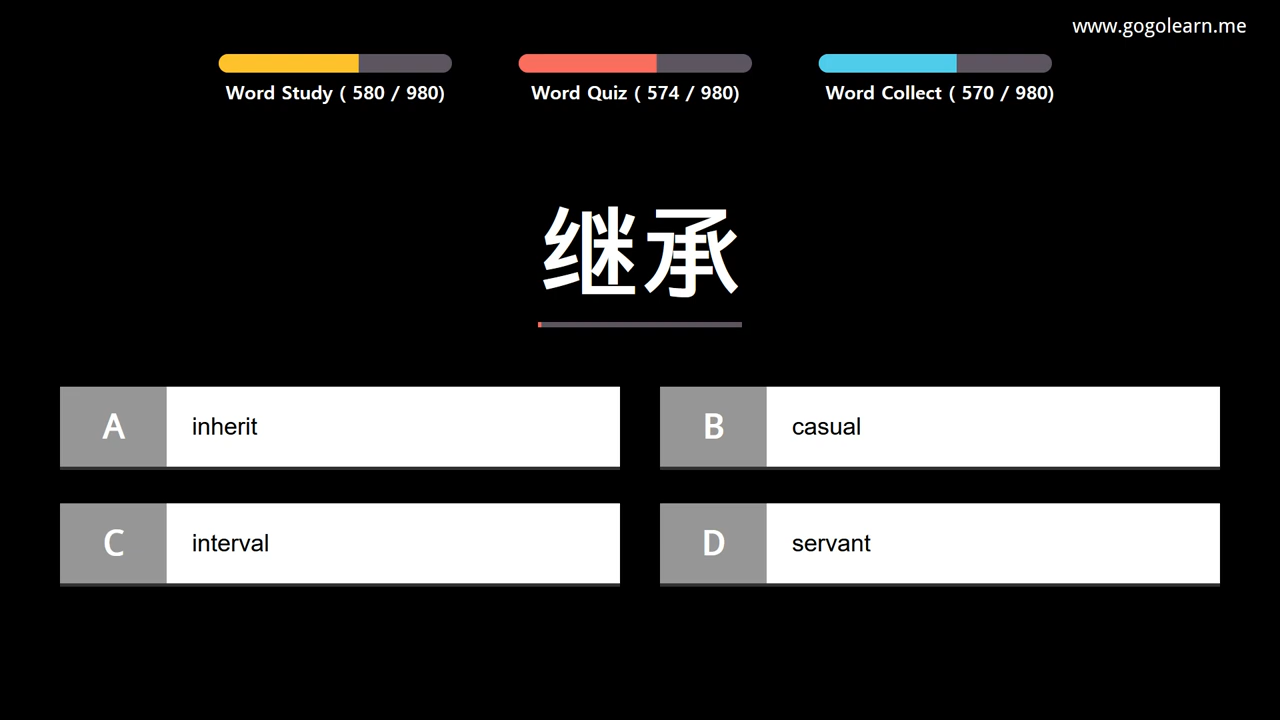 www.gogolearn.me
Word Study ( 580 / 980)
Word Quiz ( 574 / 980)
Word Collect ( 570 / 980)
继承
A inherit
B casual
C interval
D servant